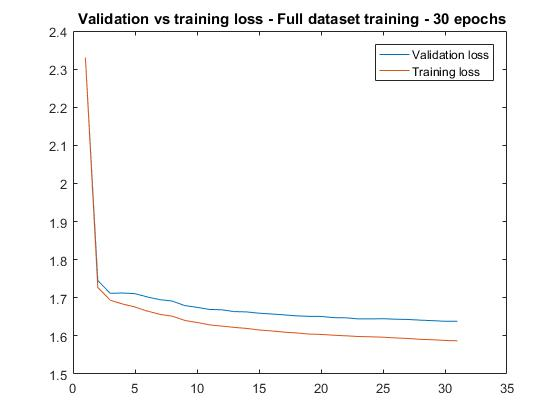 Validation vs training loss - Full dataset training - 30 epochs
2.4
2.3
2.2
2.1
2
1.9
1.8
1.7
1.6
1.5
Validation loss
Training loss
0 5 10 15 20 25 30 35